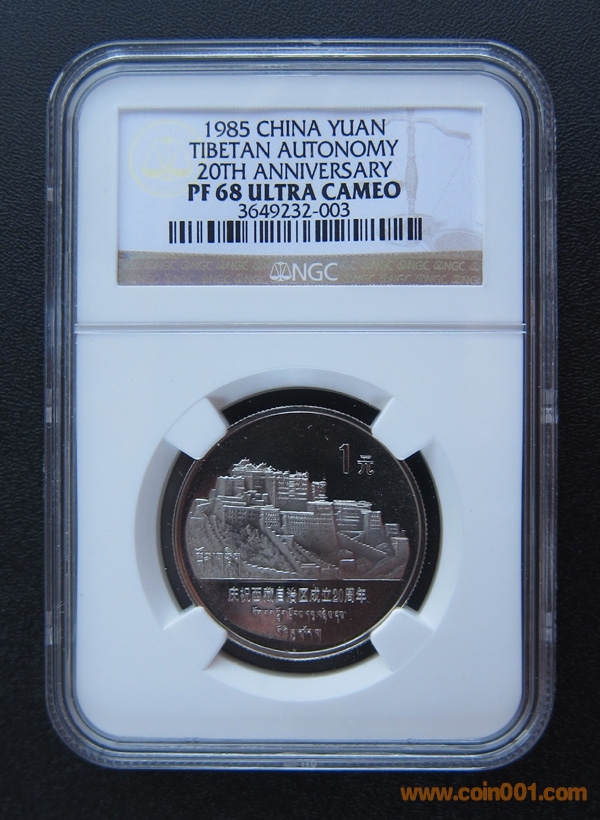 1985 CHINA YUAN
TIBETAN AUTONOMY
20TH ANNIVERSARY
PF 68 ULTRA CAMEO
3649232-003
NGC
1元
庆祝西藏自治区成立20周年
www.coin001.com